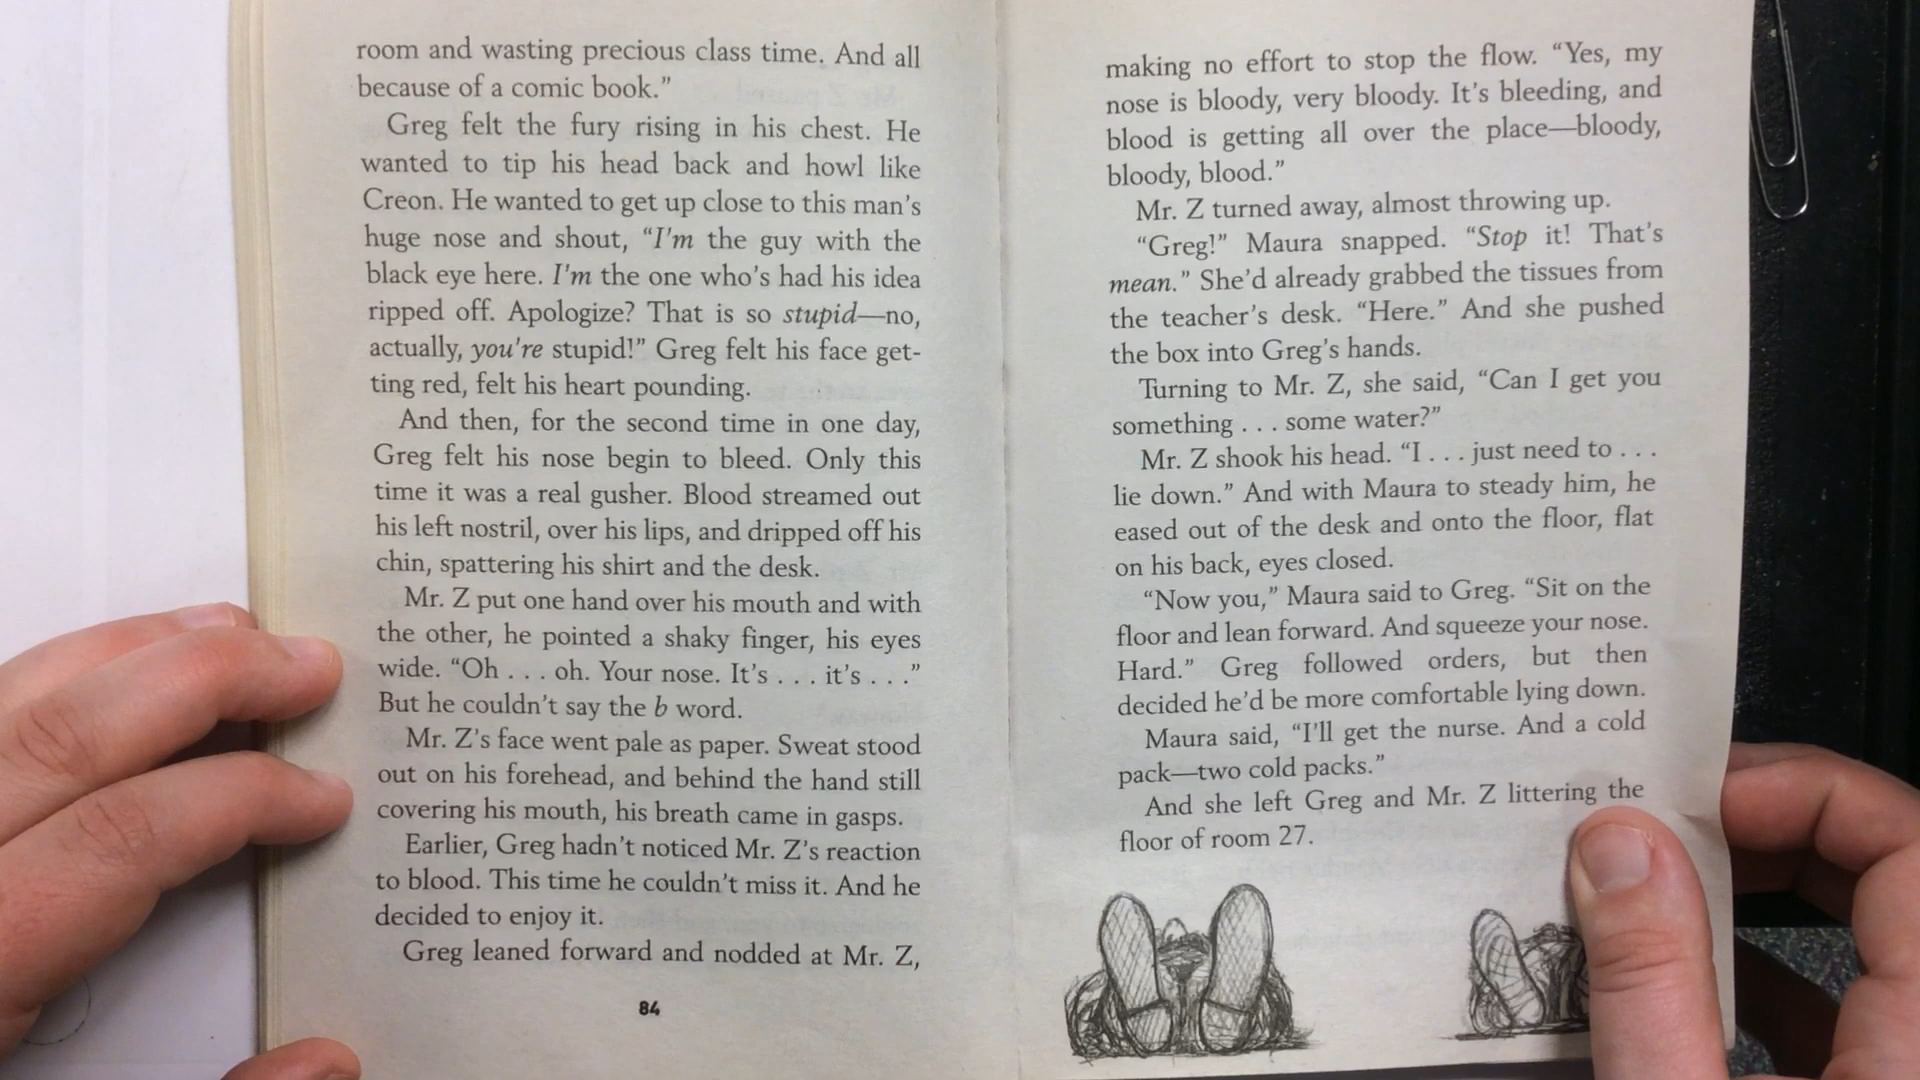 room and wasting precious class time. And all
because of a comic book.”
Greg felt the fury rising in his chest. He
wanted to tip his head back and howl like
Creon. He wanted to get up close to this man’s
huge nose and shout, “I’m the guy with the
black eye here. I’m the one who’s had his idea
ripped off. Apologize? That is so stupid—no,
actually, you’re stupid!” Greg felt his face get-
ting red, felt his heart pounding.
And then, for the second time in one day,
Greg felt his nose begin to bleed. Only this
time it was a real gusher. Blood streamed out
his left nostril, over his lips, and dripped off his
chin, spattering his shirt and the desk.
Mr. Z put one hand over his mouth and with
the other, he pointed a shaky finger, his eyes
wide. “Oh . . . oh. Your nose. It’s . . . it’s . . .”
But he couldn’t say the b word.
Mr. Z’s face went pale as paper. Sweat stood
out on his forehead, and behind the hand still
covering his mouth, his breath came in gasps.
Earlier, Greg hadn’t noticed Mr. Z’s reaction
to blood. This time he couldn’t miss it. And he
decided to enjoy it.
Greg leaned forward and nodded at Mr. Z,
84
making no effort to stop the flow. “Yes, my
nose is bloody, very bloody. It’s bleeding, and
blood is getting all over the place—bloody,
bloody, blood.”
Mr. Z turned away, almost throwing up.
“Greg!” Maura snapped. “Stop it! That’s
mean.” She’d already grabbed the tissues from
the teacher’s desk. “Here.” And she pushed
the box into Greg’s hands.
Turning to Mr. Z, she said, “Can I get you
something . . . some water?”
Mr. Z shook his head. “I . . . just need to . . .
lie down.” And with Maura to steady him, he
eased out of the desk and onto the floor, flat
on his back, eyes closed.
“Now you,” Maura said to Greg. “Sit on the
floor and lean forward. And squeeze your nose.
Hard.” Greg followed orders, but then
decided he’d be more comfortable lying down.
Maura said, “I’ll get the nurse. And a cold
pack—two cold packs.”
And she left Greg and Mr. Z littering the
floor of room 27.